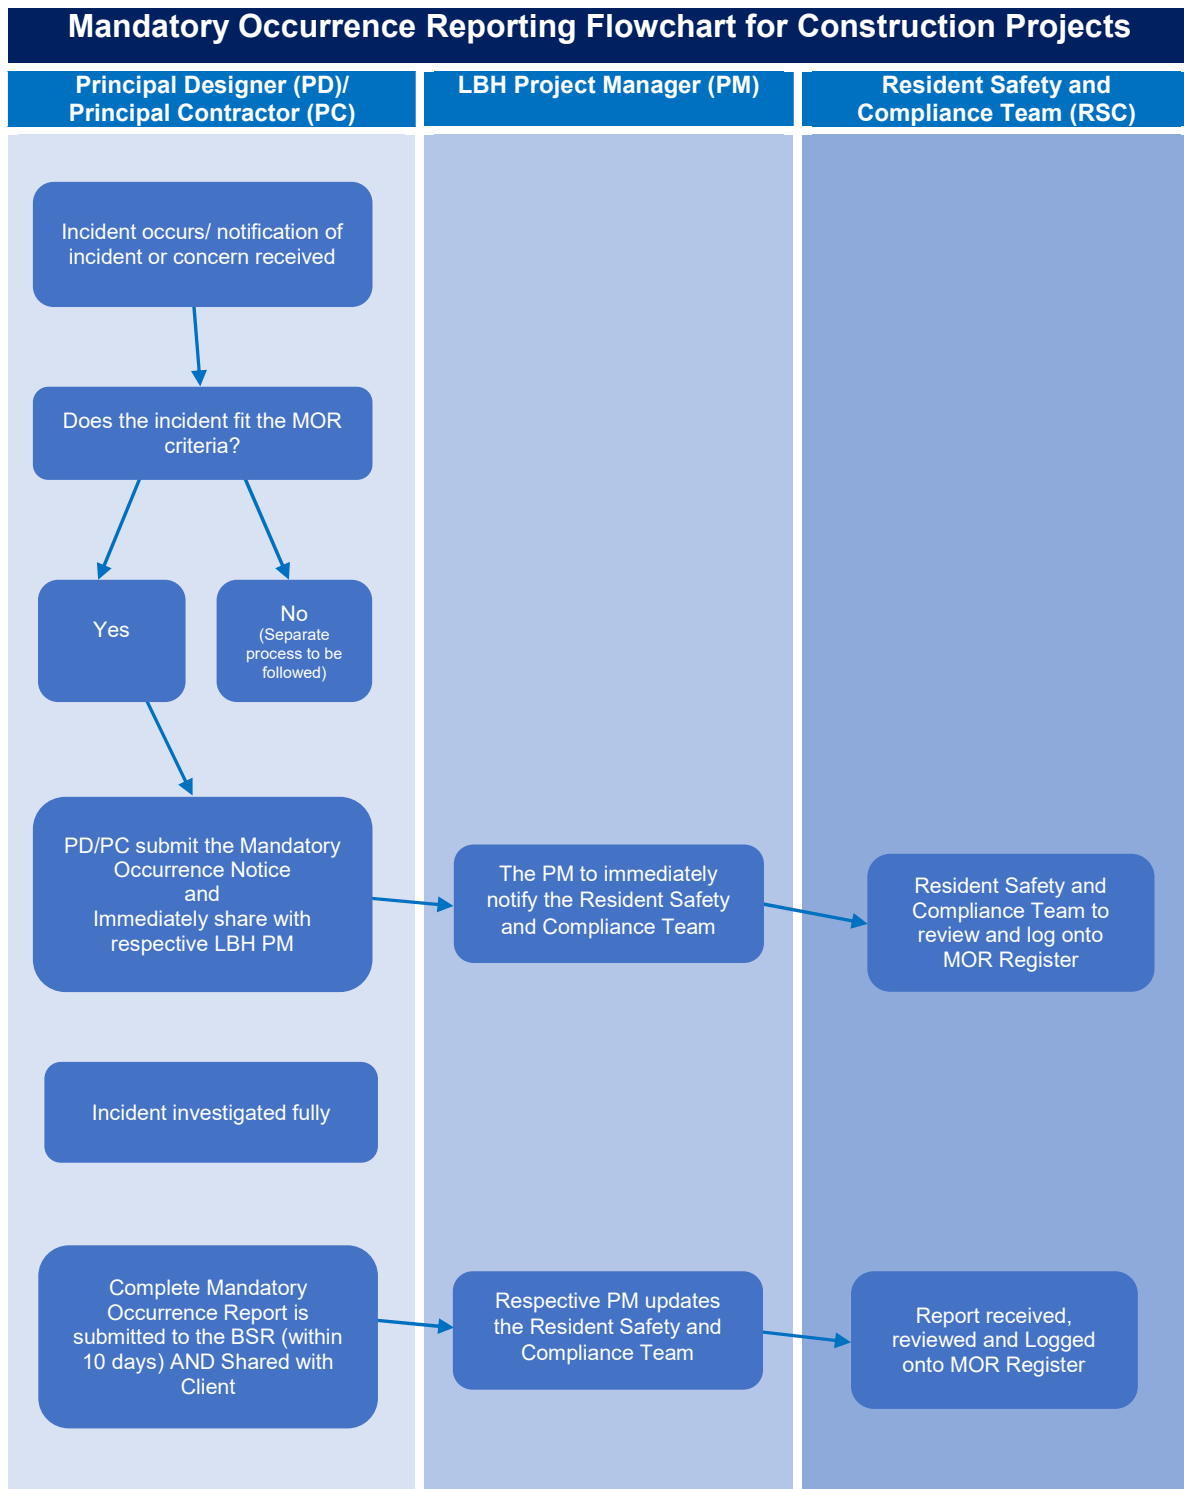 Mandatory Occurrence Reporting Flowchart for Construction Projects
Principal Designer (PD)/
Principal Contractor (PC)
LBH Project Manager (PM)
Resident Safety and
Compliance Team (RSC)
Incident occurs/ notification of
incident or concern received
Does the incident fit the MOR
criteria?
Yes
No
(Separate
process to be
followed)
PD/PC submit the Mandatory
Occurrence Notice
and
Immediately share with
respective LBH PM
The PM to immediately
notify the Resident Safety
and Compliance Team
Resident Safety and
Compliance Team to
review and log onto
MOR Register
Incident investigated fully
Complete Mandatory
Occurrence Report is
submitted to the BSR (within
10 days) AND Shared with
Client
Respective PM updates
the Resident Safety and
Compliance Team
Report received,
reviewed and Logged
onto MOR Register